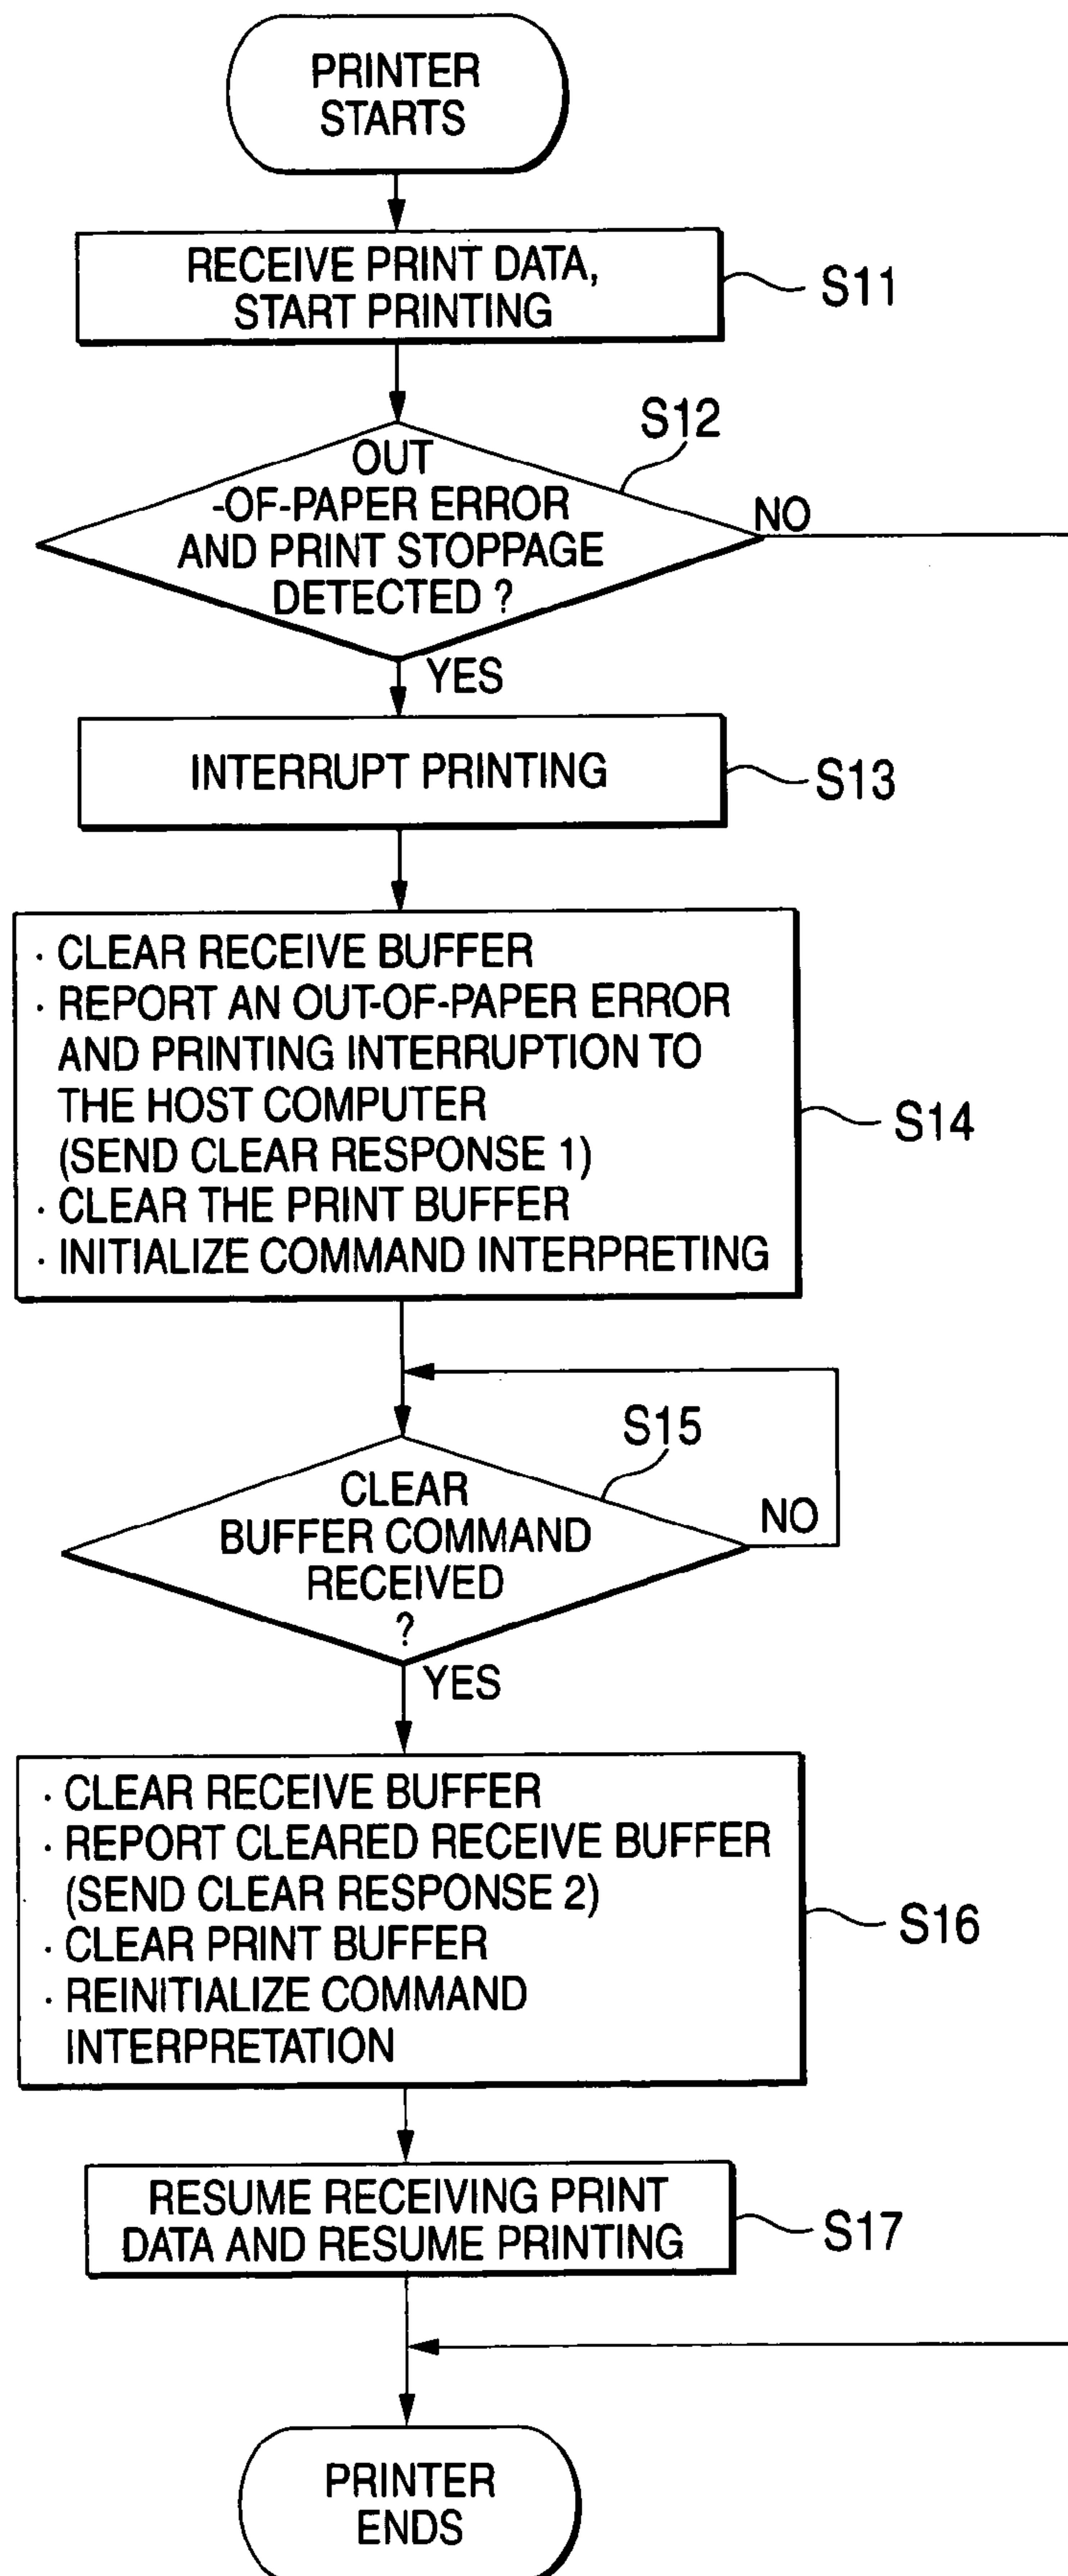 PRINTER
STARTS
RECEIVE PRINT DATA,
START PRINTING
S11
S12
OUT
-OF-PAPER ERROR
AND PRINT STOPPAGE
DETECTED ?
NO
YES
INTERRUPT PRINTING
S13
· CLEAR RECEIVE BUFFER
· REPORT AN OUT-OF-PAPER ERROR
AND PRINTING INTERRUPTION TO
THE HOST COMPUTER
(SEND CLEAR RESPONSE 1)
· CLEAR THE PRINT BUFFER
· INITIALIZE COMMAND INTERPRETING
S14
S15
CLEAR
BUFFER COMMAND
RECEIVED
?
NO
YES
· CLEAR RECEIVE BUFFER
· REPORT CLEARED RECEIVE BUFFER
(SEND CLEAR RESPONSE 2)
· CLEAR PRINT BUFFER
· REINITIALIZE COMMAND
INTERPRETATION
S16
RESUME RECEIVING PRINT
DATA AND RESUME PRINTING
S17
PRINTER
ENDS